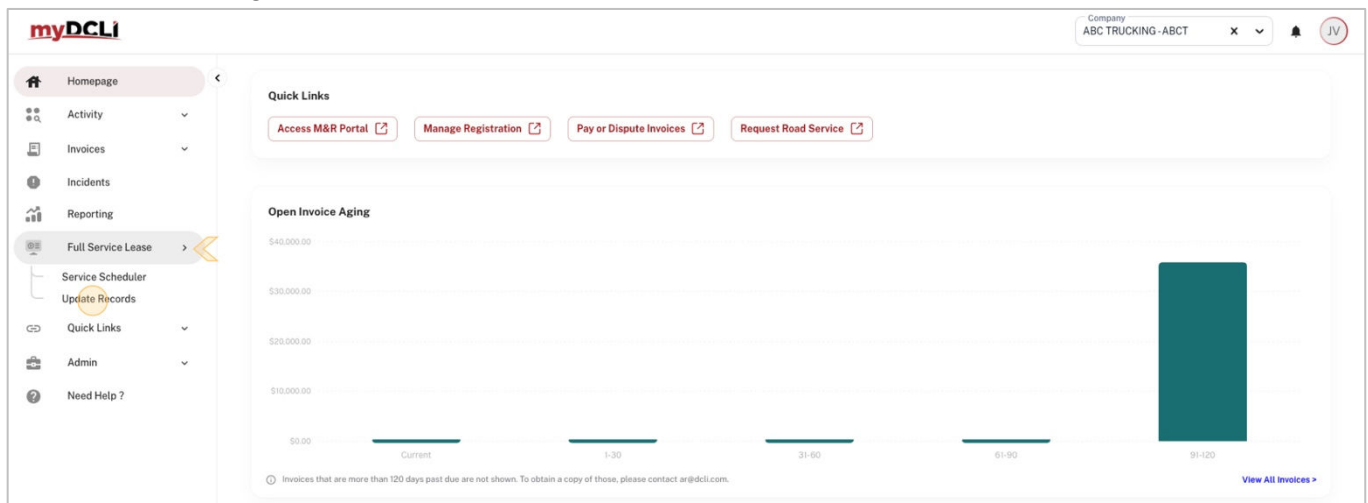 myDCLi
Company
ABC TRUCKING - ABCT
JV
Homepage
Activity
Invoices
Incidents
Reporting
Full Service Lease
Service Scheduler
Update Records
Quick Links
Admin
Need Help ?
Quick Links
Access M&R Portal
Manage Registration
Pay or Dispute Invoices
Request Road Service
Open Invoice Aging
$40,000.00
$30,000.00
$20,000.00
$10,000.00
$0.00
Current 1-30 31-60 61-90 91-120
Invoices that are more than 120 days past due are not shown. To obtain a copy of those, please contact ar@dcli.com.
View All Invoices >